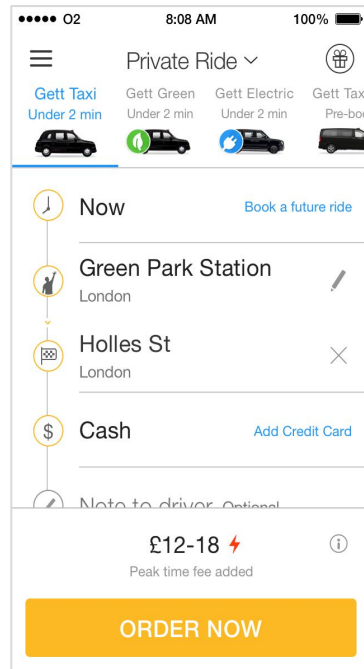 O2 8:08 AM 100%
Private Ride
Gett Taxi Gett Green Gett Electric Gett Tax
Under 2 min Under 2 min Under 2 min Pre-boo
Now Book a future ride
Green Park Station
London
Holles St
London
$ Cash Add Credit Card
Note to driver Optional
£12-18
Peak time fee added
ORDER NOW